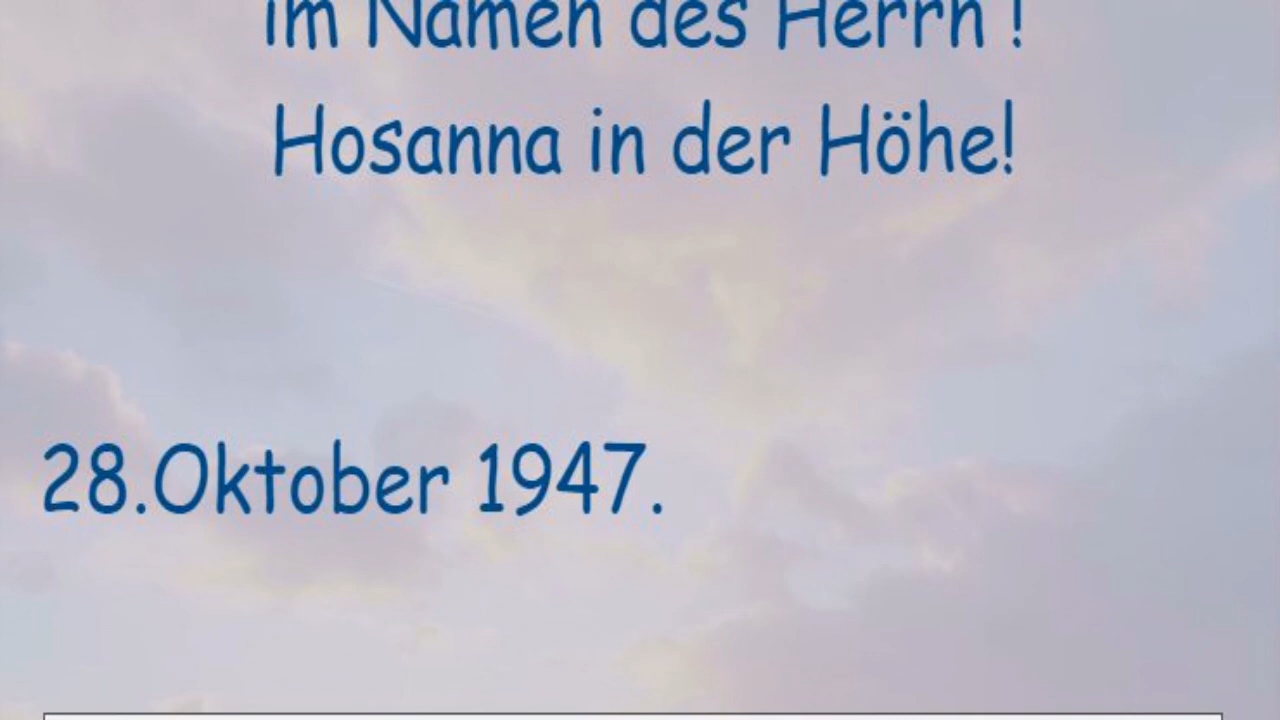 im Namen des Herrn !
Hosanna in der Höhe!
28.Oktober 1947.